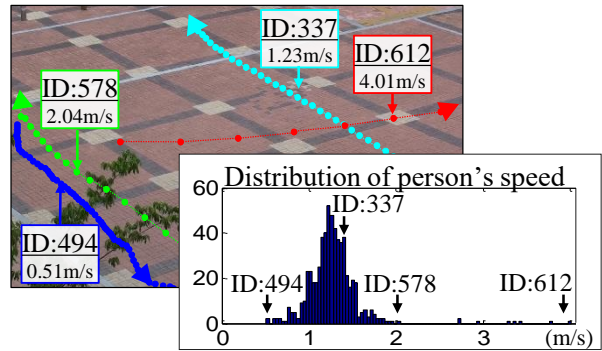 ID:337
1.23m/s
ID:612
4.01m/s
ID:578
2.04m/s
ID:494
0.51m/s
Distribution of person's speed
60
40
20
0
ID:337
ID:494
ID:578
ID:612
0 1 2 3 (m/s)